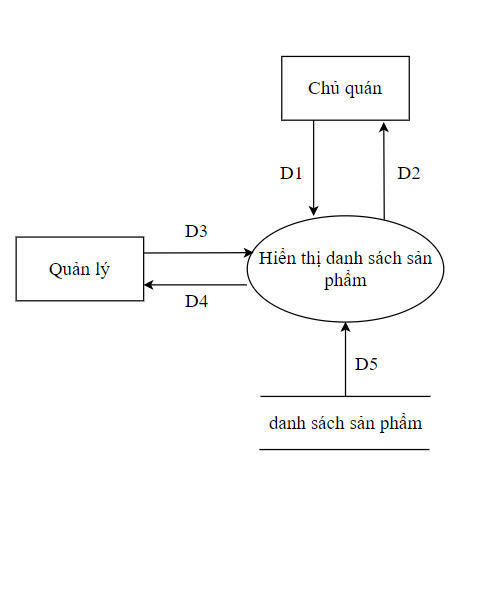 Chủ quán
D1
D2
D3
Quản lý
Hiển thị danh sách sản
phẩm
D4
D5
danh sách sản phẩm